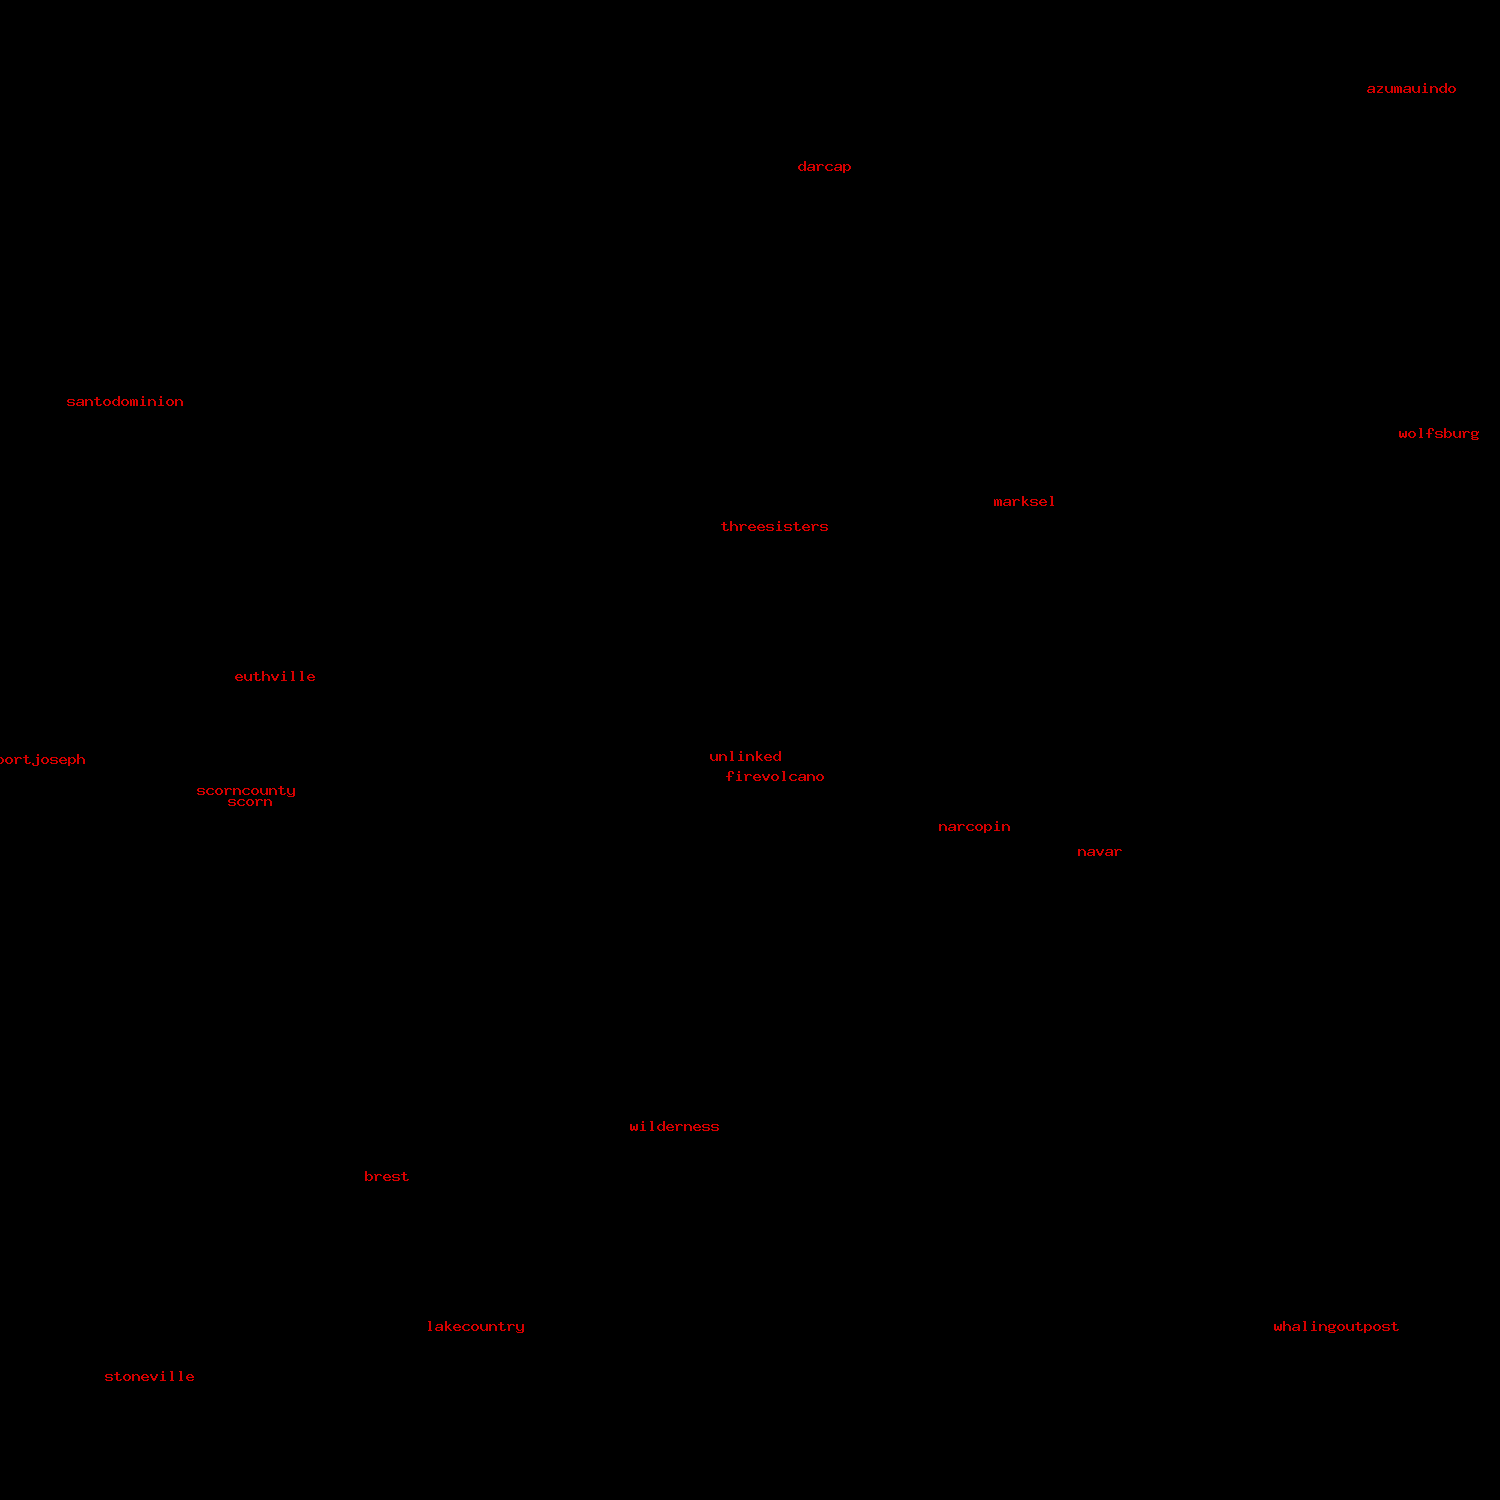 azumauindo
darcap
santodominion
wolfsburg
marksel
threesisters
euthville
unlinked
portjoseph
firevolcano
scorncounty
scorn
narcopin
navar
wilderness
brest
lakecountry
whalingoutpost
stoneville